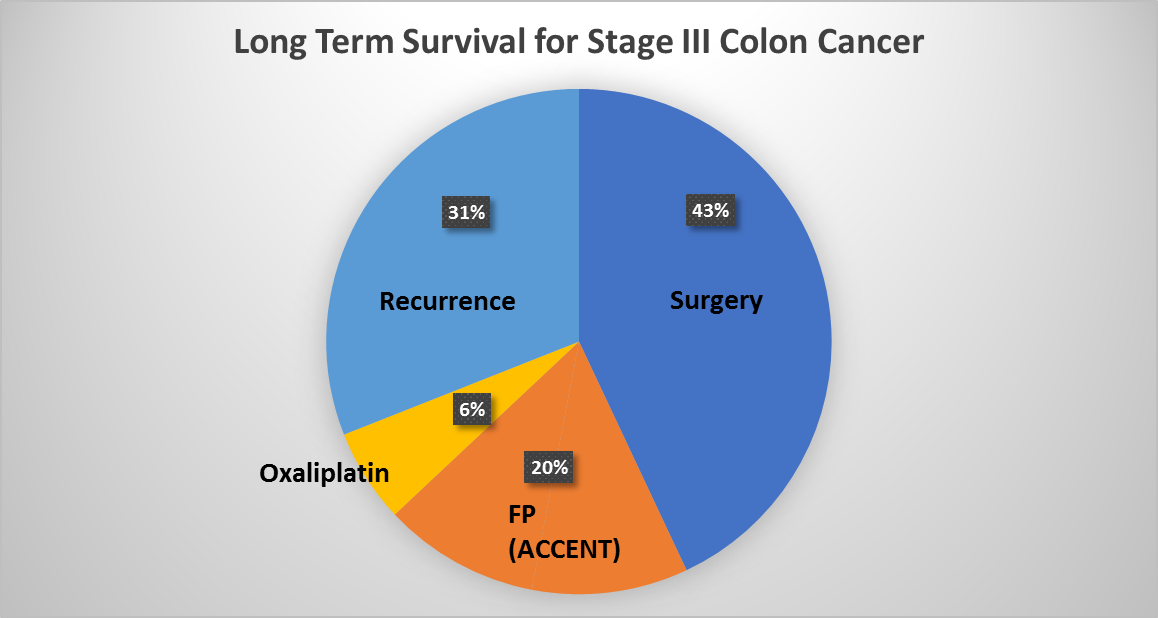 Long Term Survival for Stage III Colon Cancer
31%
43%
Recurrence
Surgery
6%
Oxaliplatin
20%
FP
(ACCENT)